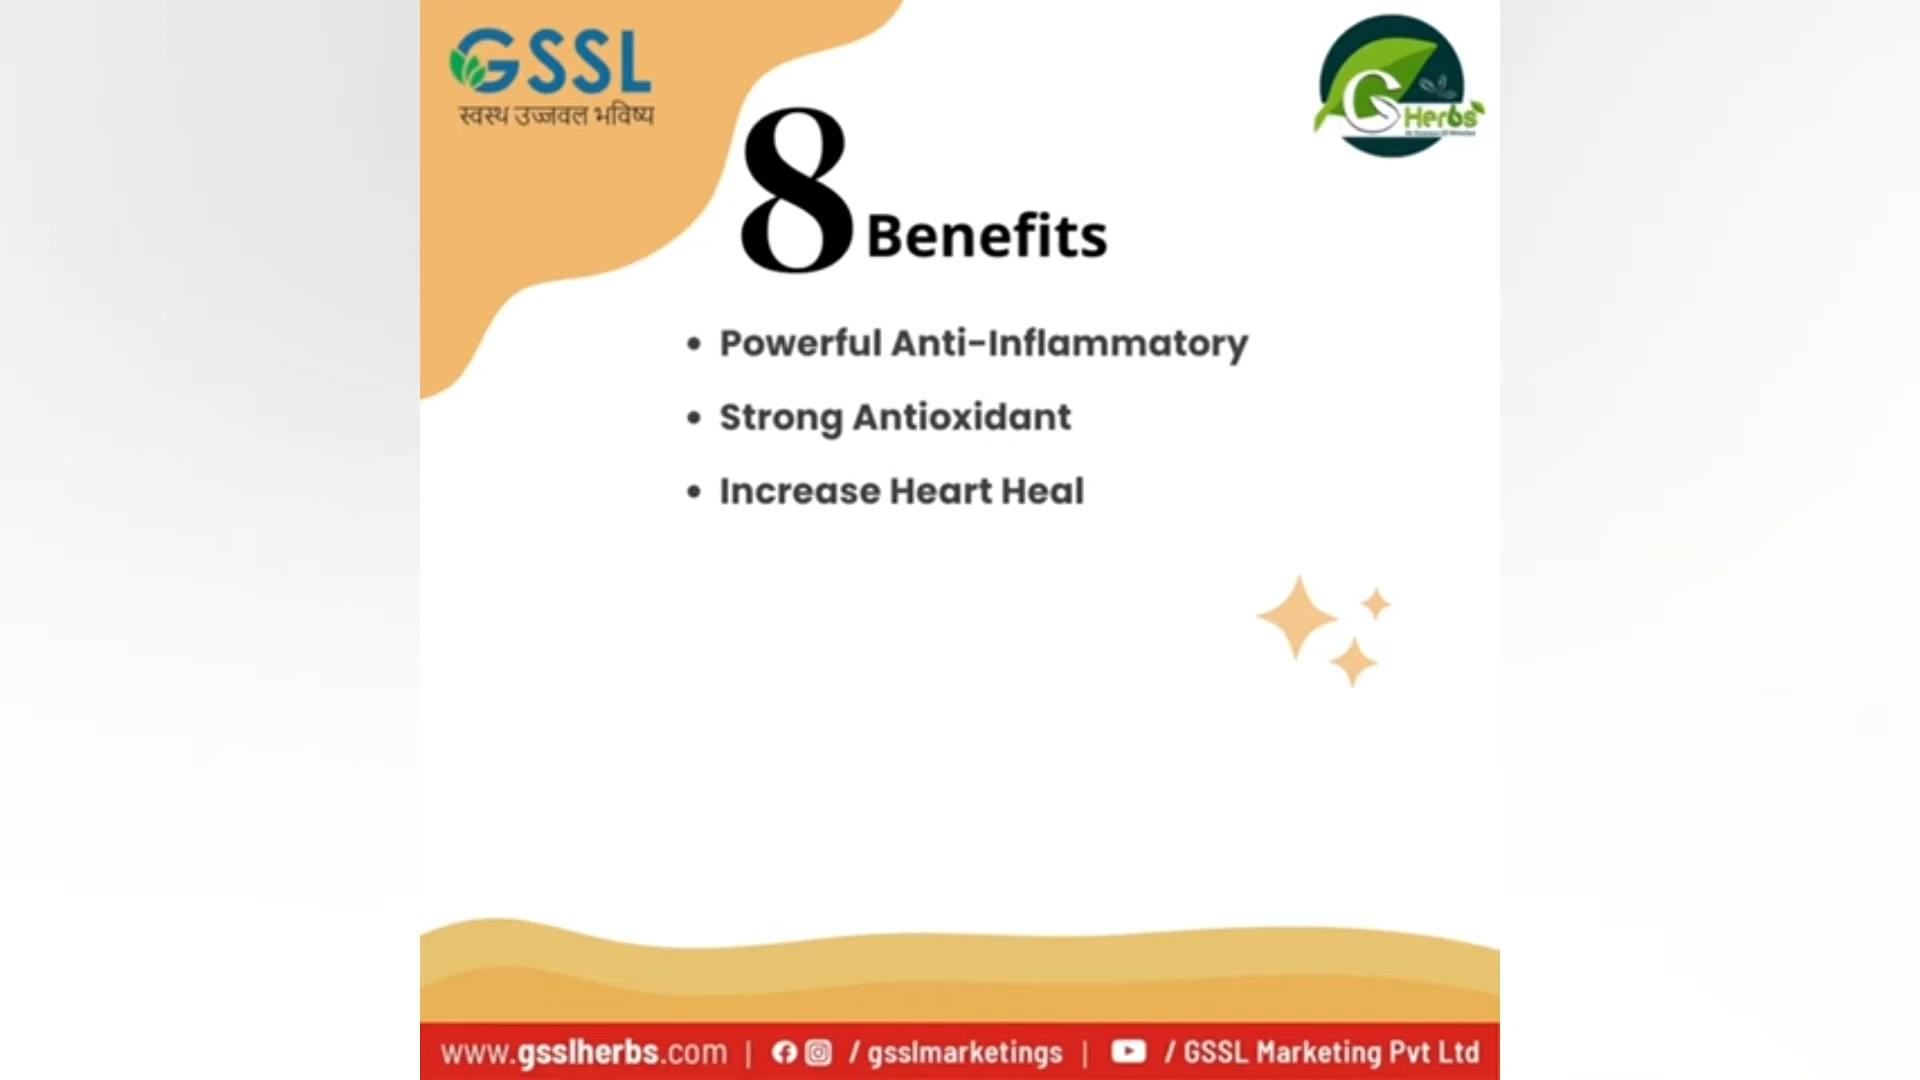 GSSL
स्वस्थ उज्जवल भविष्य
G Herbs
8 Benefits
• Powerful Anti-Inflammatory
• Strong Antioxidant
• Increase Heart Heal
www.gsslherbs.com | / gsslmarketings | / GSSL Marketing Pvt Ltd